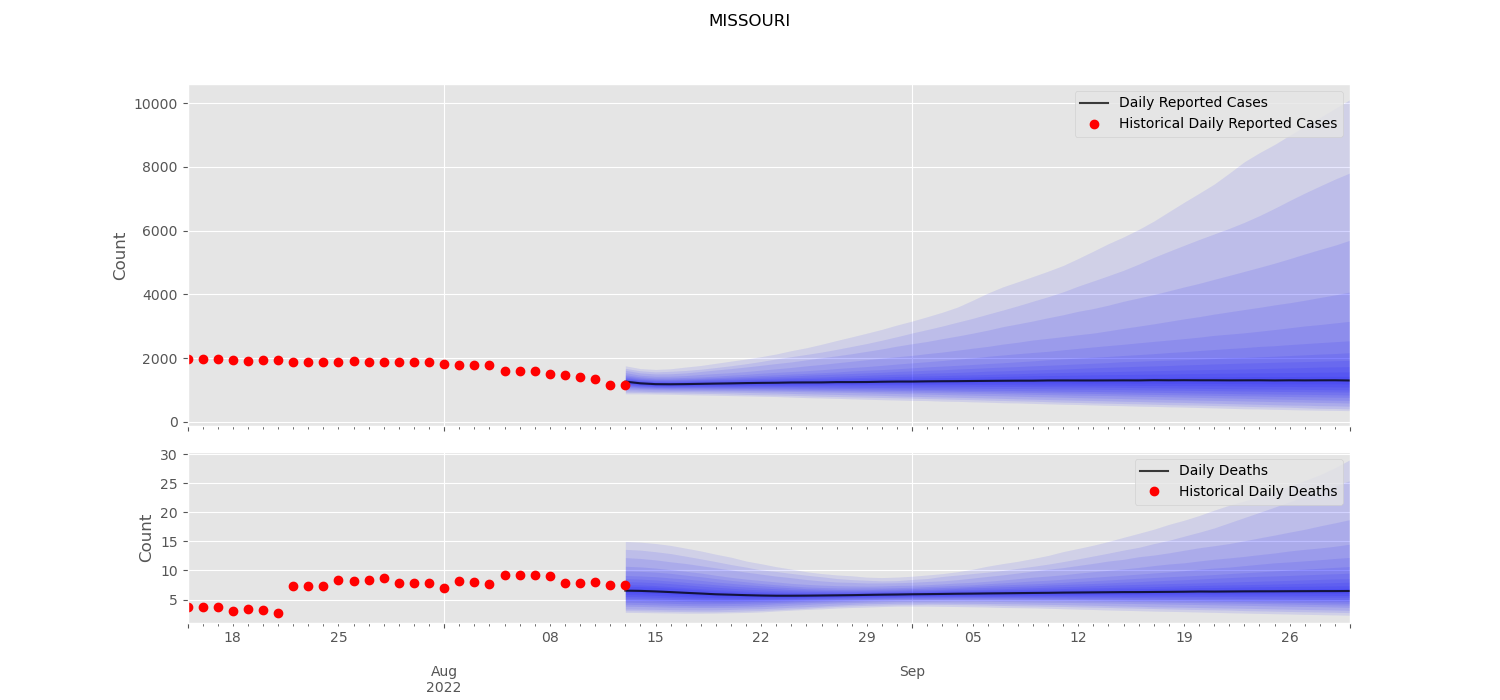 MISSOURI
Daily Reported Cases
Historical Daily Reported Cases
10000
8000
6000
4000
2000
0
Count
Daily Deaths
Historical Daily Deaths
30
25
20
15
10
5
Count
18 25 08 15 22 29 05 12 19 26
Aug Sep
2022